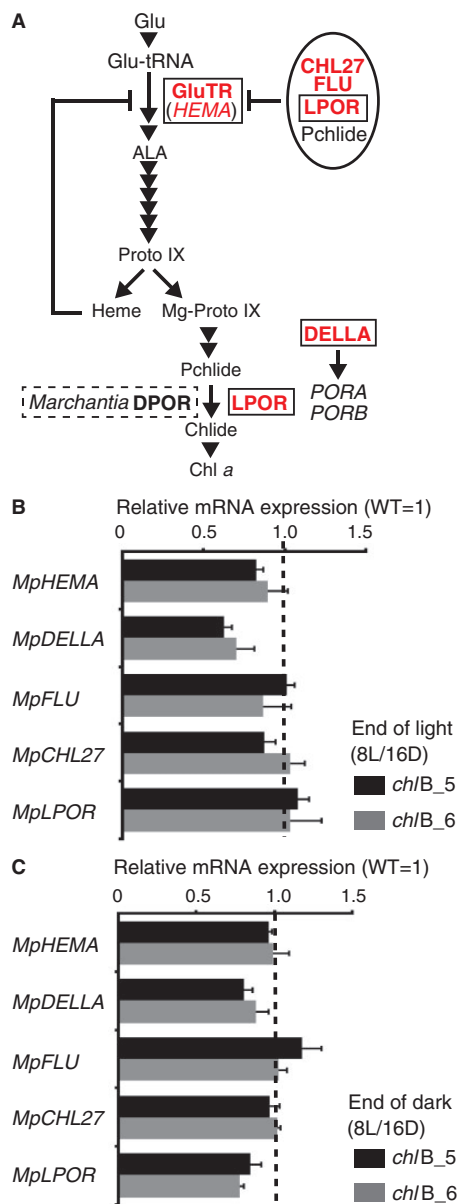 A
Glu
Glu-tRNA
GluTR
(HEMA)
CHL27
FLU
LPOR
Pchlide
ALA
Proto IX
Heme
Mg-Proto IX
DELLA
Pchlide
PORA
PORB
Marchantia DPOR
LPOR
Chlide
Chl a
B
Relative mRNA expression (WT=1)
0 0.5 1.0 1.5
MpHEMA
MpDELLA
MpFLU
MpCHL27
MpLPOR
End of light
(8L/16D)
chlB_5
chlB_6
C
Relative mRNA expression (WT=1)
0 0.5 1.0 1.5
MpHEMA
MpDELLA
MpFLU
MpCHL27
MpLPOR
End of dark
(8L/16D)
chlB_5
chlB_6